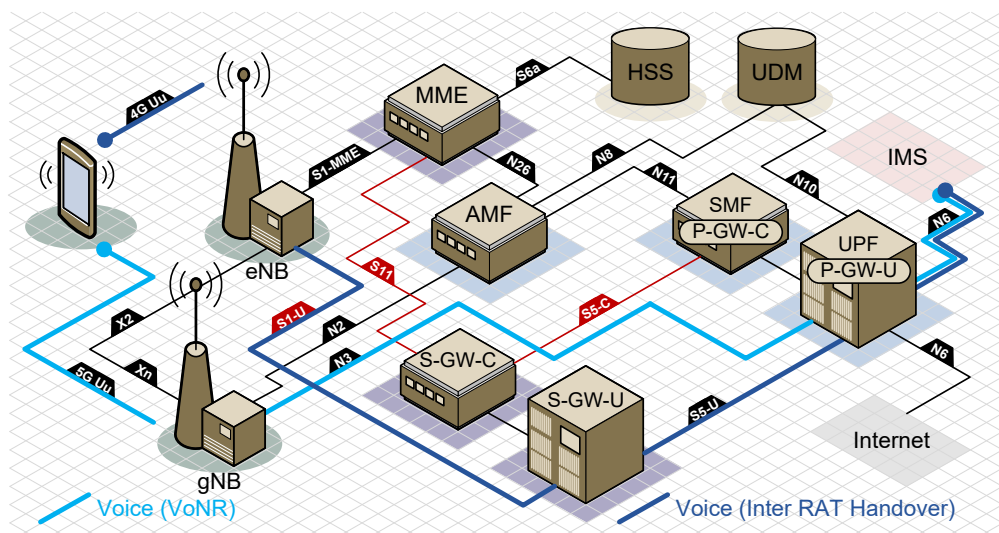 HSS
UDM
MME
S6a
4G Uu
IMS
S1-MME
N26
N8
N11
N10
AMF
SMF
P-GW-C
N6
UPF
P-GW-U
eNB
S11
S1-U
S5-C
X2
N2
N3
Xn
5G Uu
S-GW-C
N6
S-GW-U
S5-U
Internet
gNB
Voice (VoNR)
Voice (Inter RAT Handover)